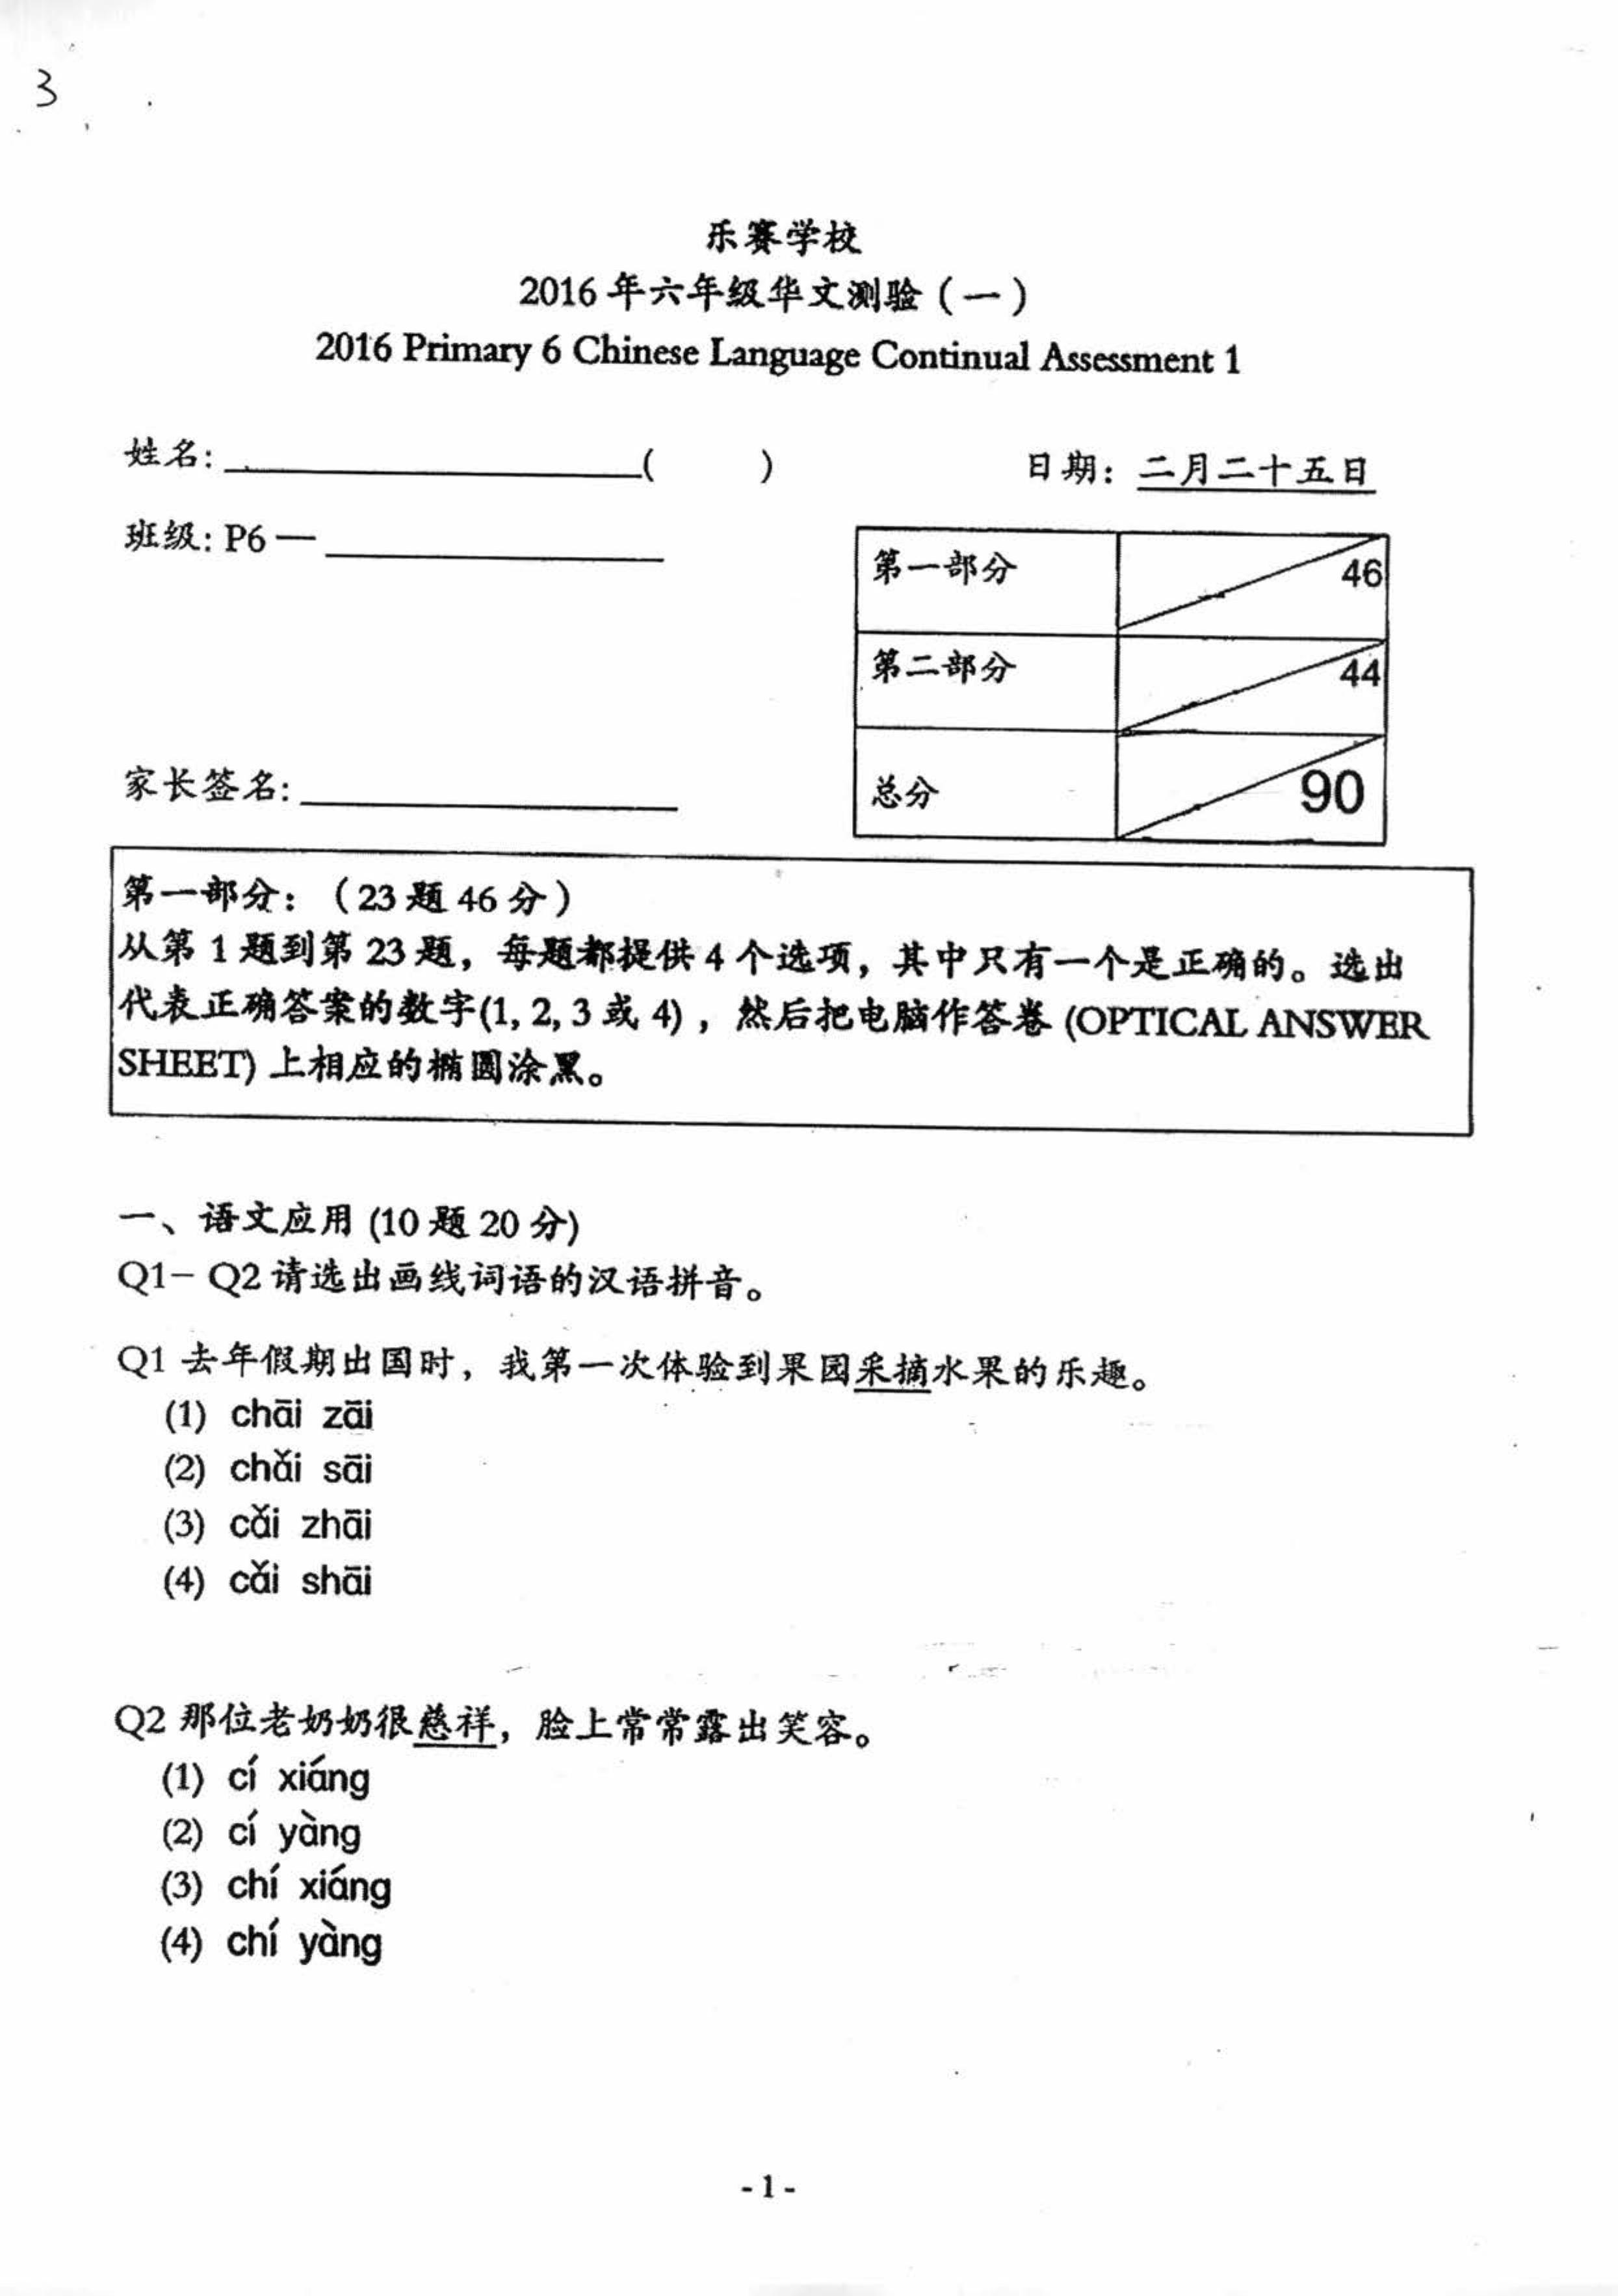 3
乐赛学校
2016 年六年级华文测验 ( 一 )
2016 Primary 6 Chinese Language Continual Assessment 1
姓名: ( ) 日期: 二月二十五日
班级: P6 一
第一部分 46
第二部分 44
家长签名:
总分 90
第一部分: ( 23 题 46 分 )
从第 1 题到第 23 题，每题都提供 4 个选项，其中只有一个是正确的。选出
代表正确答案的数字(1, 2, 3 或 4) ，然后把电脑作答卷 (OPTICAL ANSWER
SHEET) 上相应的椭圆涂黑。
一、语文应用 (10 题 20 分)
Q1– Q2 请选出画线词语的汉语拼音。
Q1 去年假期出国时，我第一次体验到果园采摘水果的乐趣。
(1) chāi zāi
(2) chǎi sāi
(3) cǎi zhāi
(4) cǎi shāi
Q2 那位老奶奶很慈祥，脸上常常露出笑容。
(1) cí xiáng
(2) cí yàng
(3) chí xiáng
(4) chí yàng
- 1 -